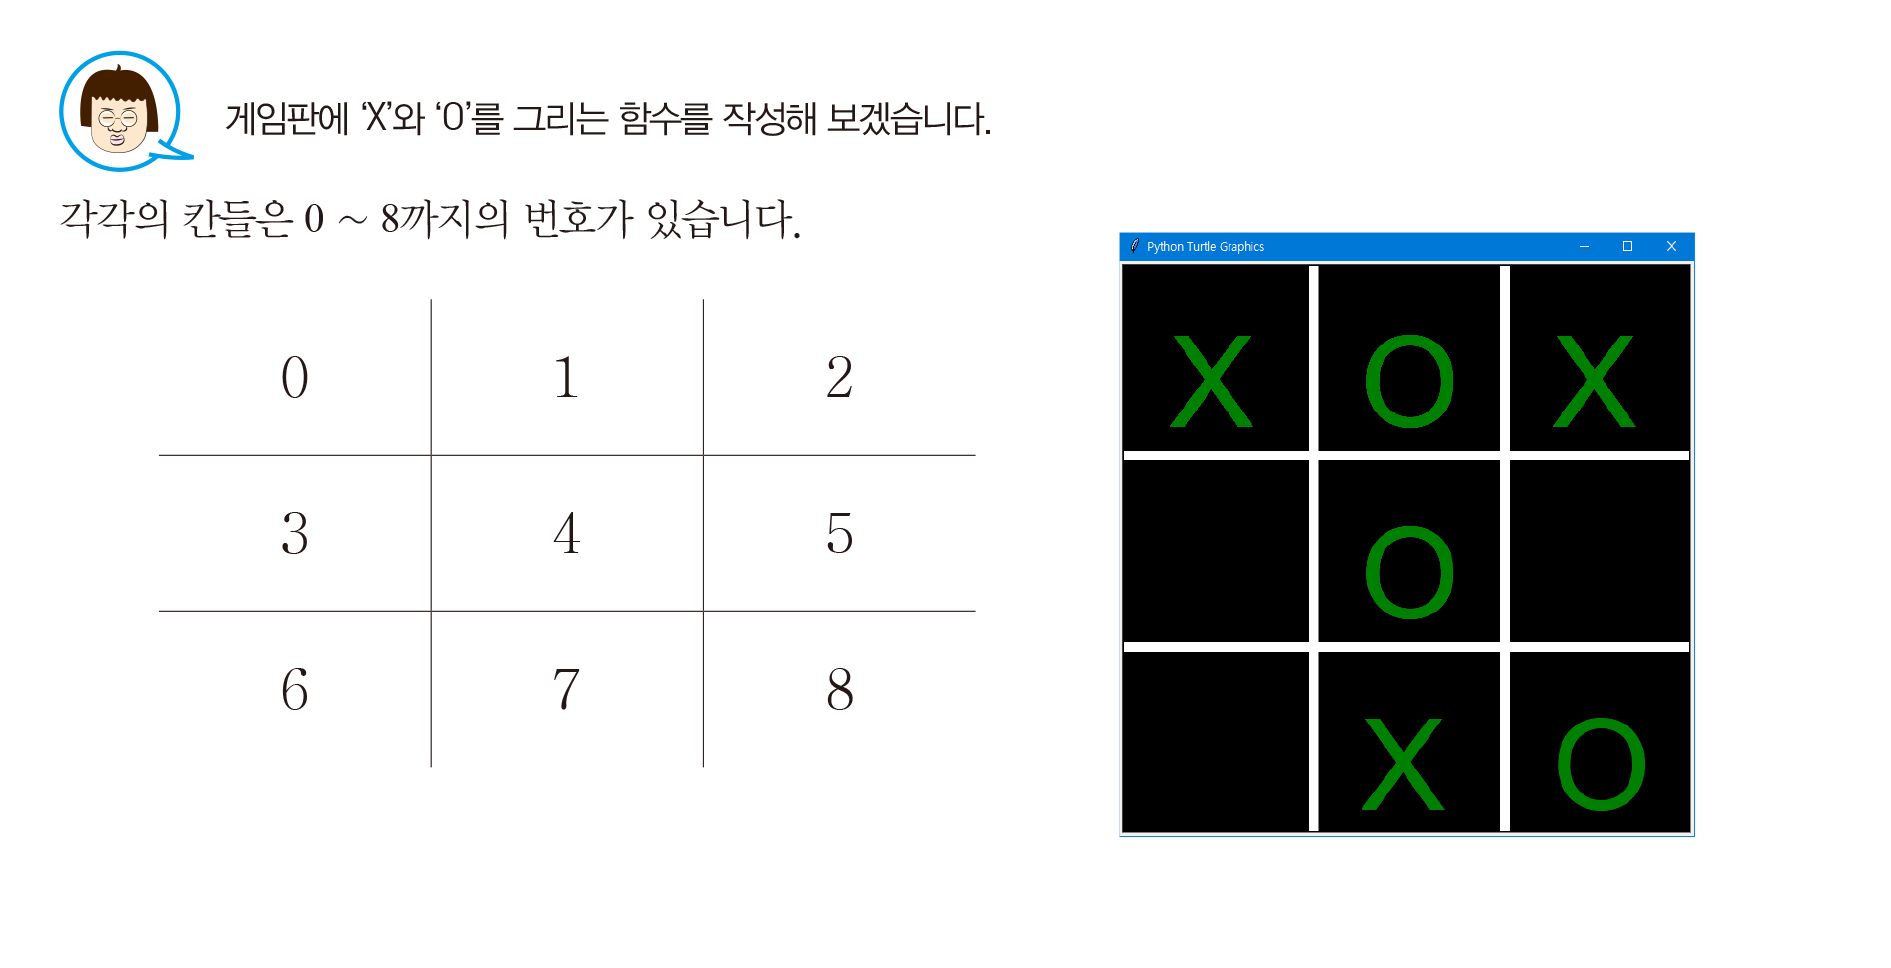 게임판에 ‘X’와 ‘O’를 그리는 함수를 작성해 보겠습니다.
각각의 칸들은 0 ~ 8까지의 번호가 있습니다.
0 1 2
3 4 5
6 7 8
Python Turtle Graphics
X O X
O
X O